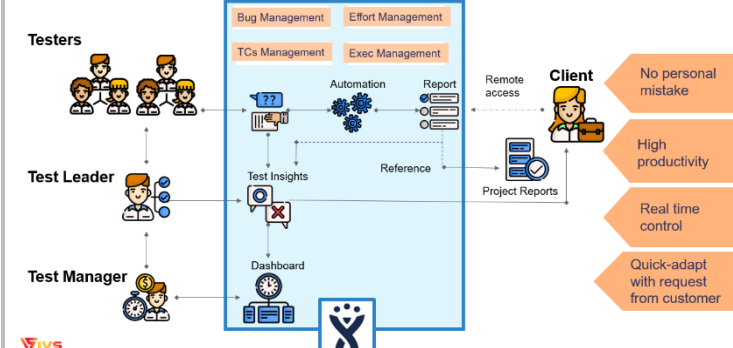 Bug Management
Effort Management
TCs Management
Exec Management
Testers
??
Automation
Report
Remote
access
Client
No personal
mistake
High
productivity
Reference
Project Reports
Test Leader
Test Insights
Real time
control
Test Manager
$
Dashboard
Quick-adapt
with request
from customer
IVS